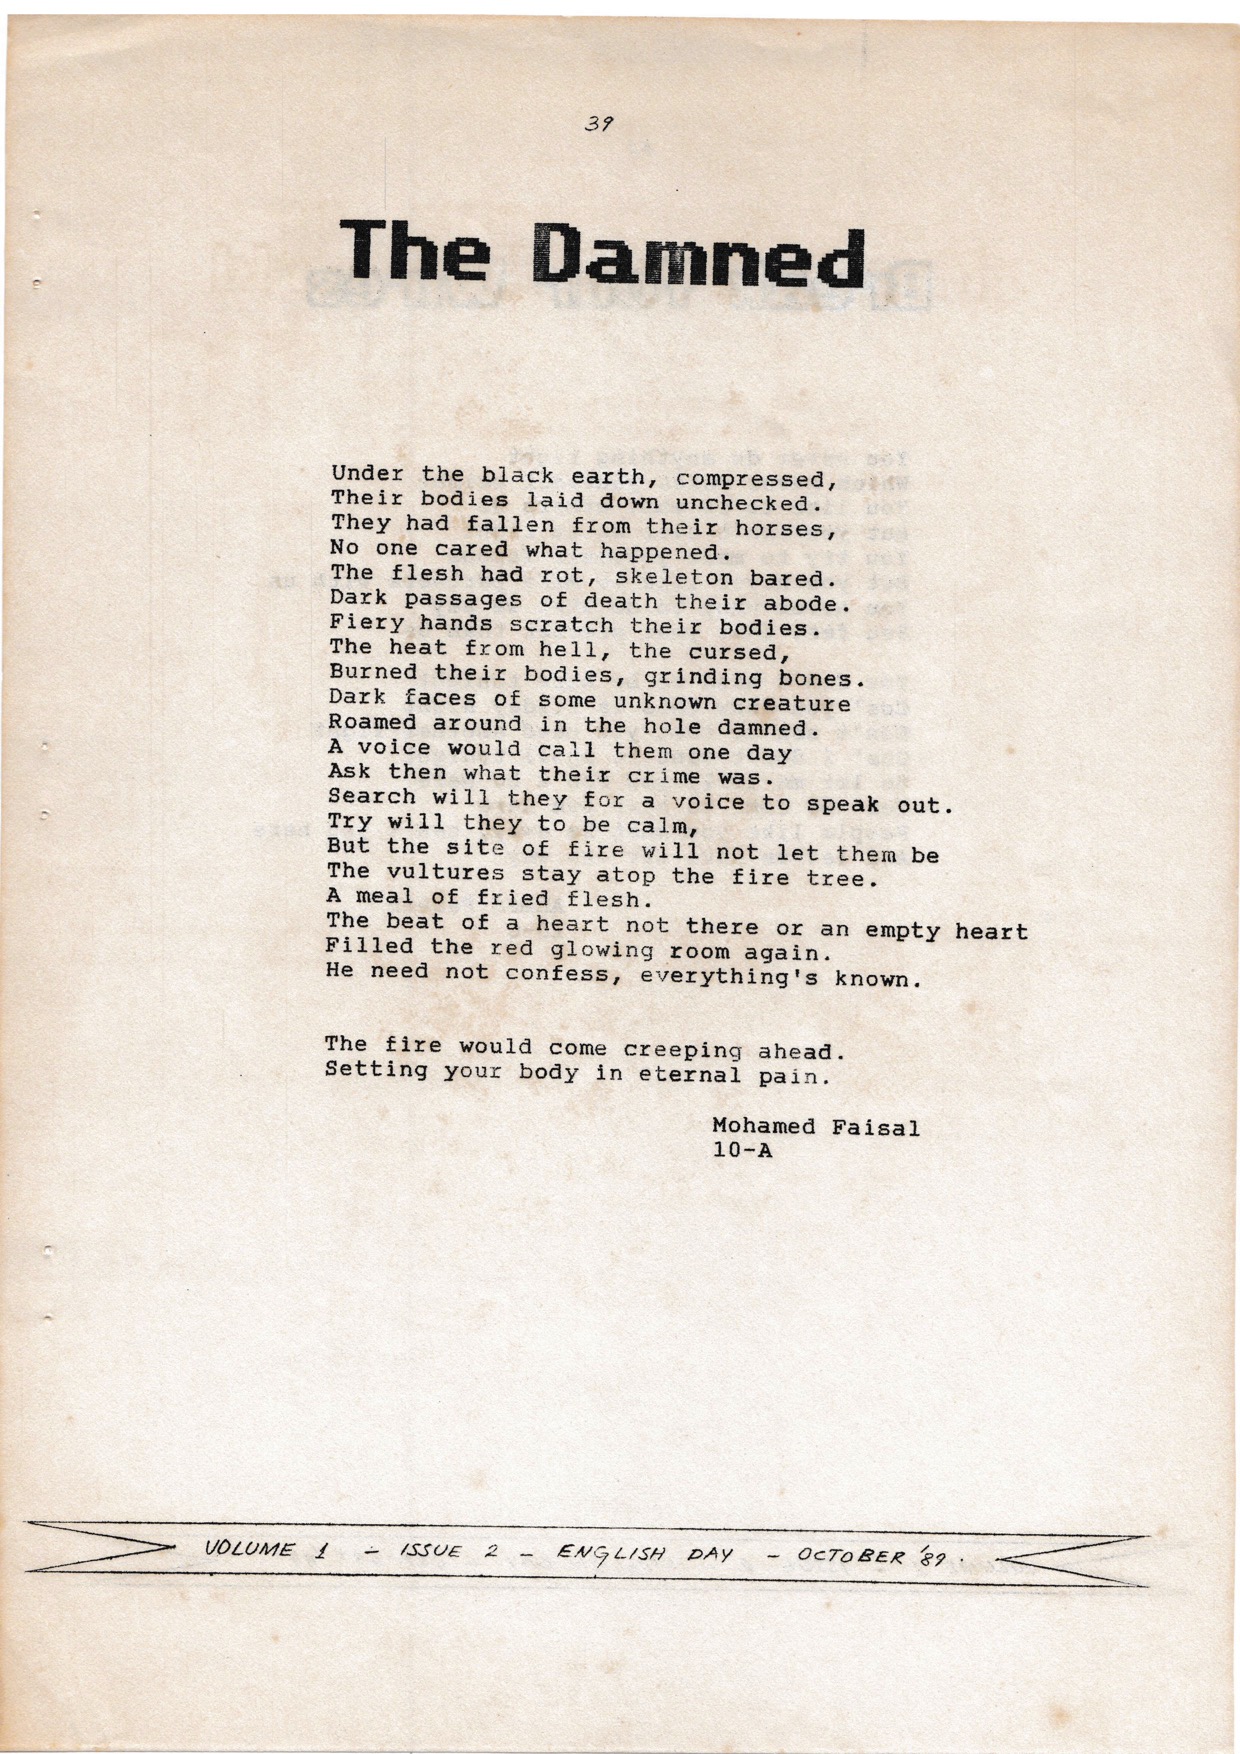 39
The Damned
Under the black earth, compressed,
Their bodies laid down unchecked.
They had fallen from their horses,
No one cared what happened.
The flesh had rot, skeleton bared.
Dark passages of death their abode.
Fiery hands scratch their bodies.
The heat from hell, the cursed,
Burned their bodies, grinding bones.
Dark faces of some unknown creature
Roamed around in the hole damned.
A voice would call them one day
Ask then what their crime was.
Search will they for a voice to speak out.
Try will they to be calm,
But the site of fire will not let them be
The vultures stay atop the fire tree.
A meal of fried flesh.
The beat of a heart not there or an empty heart
Filled the red glowing room again.
He need not confess, everything's known.
The fire would come creeping ahead.
Setting your body in eternal pain.
Mohamed Faisal
10-A
VOLUME 1 - ISSUE 2 - ENGLISH DAY - OCTOBER '89.